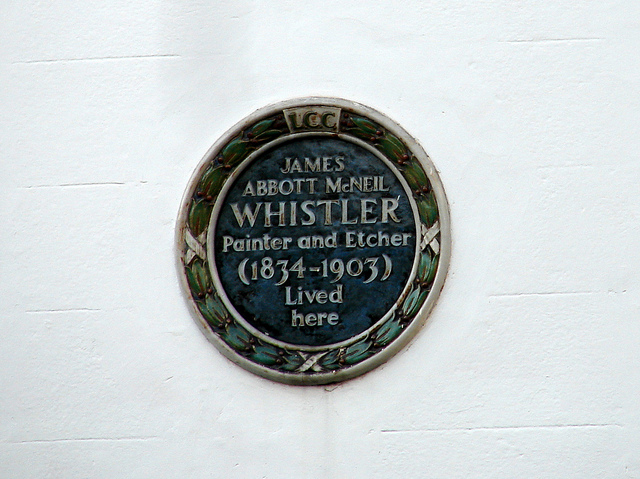 LCC
JAMES
ABBOTT McNEIL
WHISTLER
Painter and Etcher
(1834-1903)
Lived
here